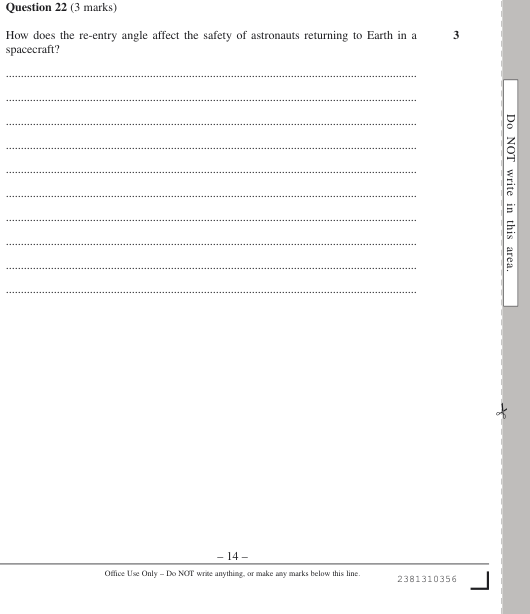 Question 22 (3 marks)
How does the re-entry angle affect the safety of astronauts returning to Earth in a 3
spacecraft?
Do NOT write in this area.
– 14 –
Office Use Only – Do NOT write anything, or make any marks below this line.
2381310356